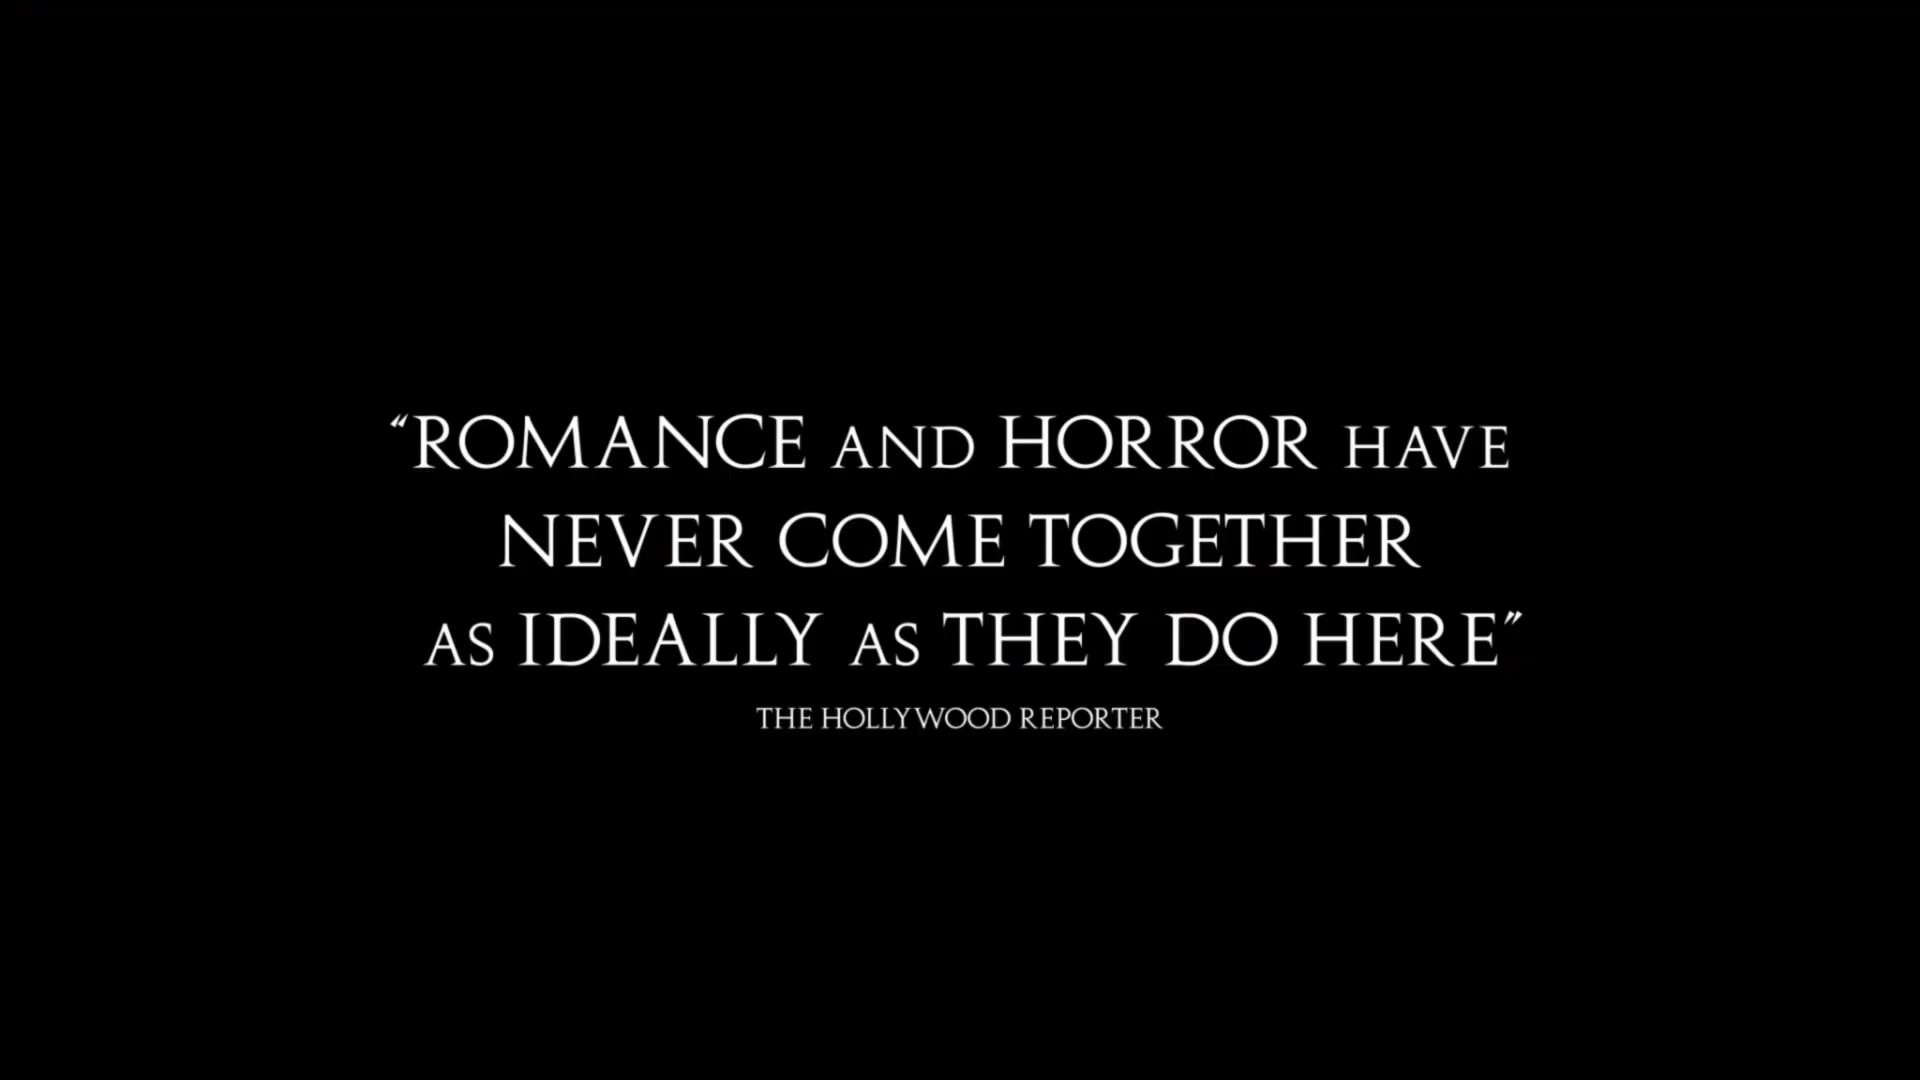 “ROMANCE AND HORROR HAVE
NEVER COME TOGETHER
AS IDEALLY AS THEY DO HERE”
THE HOLLYWOOD REPORTER